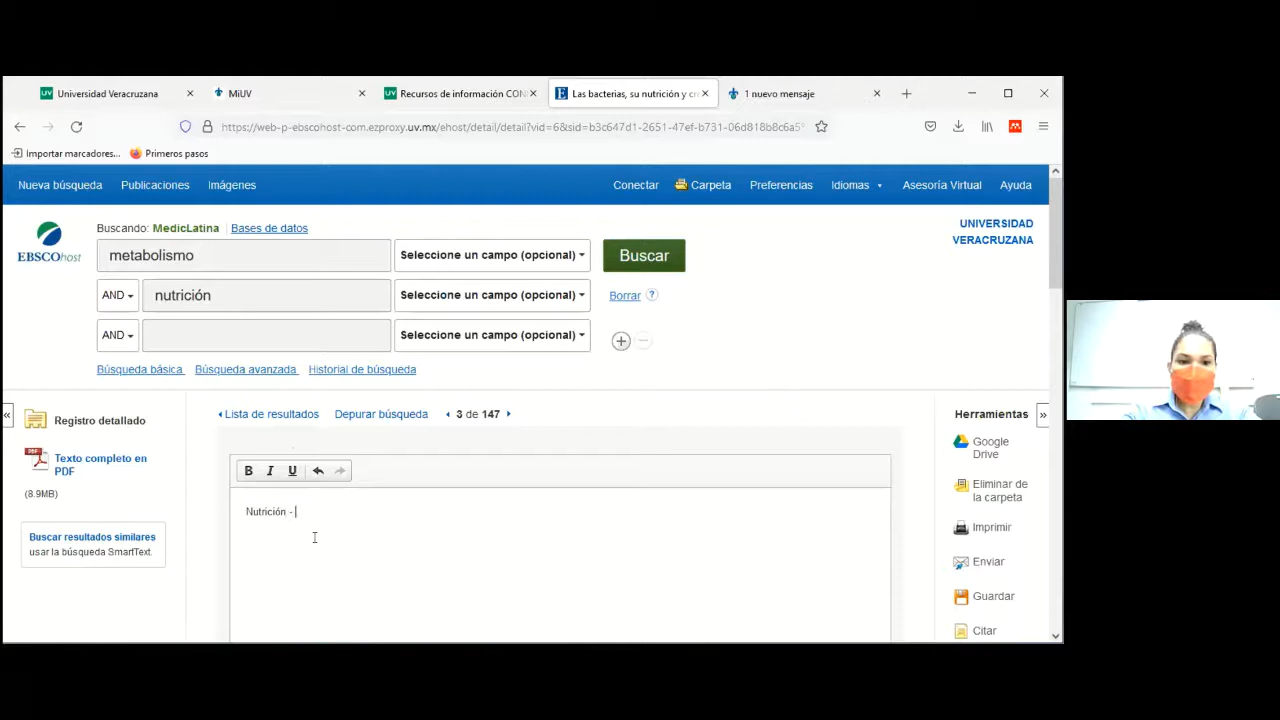 Universidad Veracruzana
MiUV
Recursos de información CON
Las bacterias, su nutrición y cr
1 nuevo mensaje
https://web-p-ebscohost-com.ezproxy.uv.mx/ehost/detail/detail?vid=6&sid=b3c647d1-2651-47ef-b731-06d818b8c6a5
Importar marcadores...
Primeros pasos
Nueva búsqueda
Publicaciones
Imágenes
Conectar
Carpeta
Preferencias
Idiomas
Asesoría Virtual
Ayuda
EBSCOhost
Buscando: MedicLatina
Bases de datos
UNIVERSIDAD
VERACRUZANA
metabolismo
Seleccione un campo (opcional)
Buscar
AND
nutrición
Seleccione un campo (opcional)
Borrar ?
AND
Seleccione un campo (opcional)
Búsqueda básica
Búsqueda avanzada
Historial de búsqueda
Registro detallado
PDF
Texto completo en
PDF
(8.9MB)
Buscar resultados similares
usar la búsqueda SmartText.
Lista de resultados
Depurar búsqueda
3 de 147
B I U
Nutrición -
Herramientas
Google
Drive
Eliminar de
la carpeta
Imprimir
Enviar
Guardar
Citar